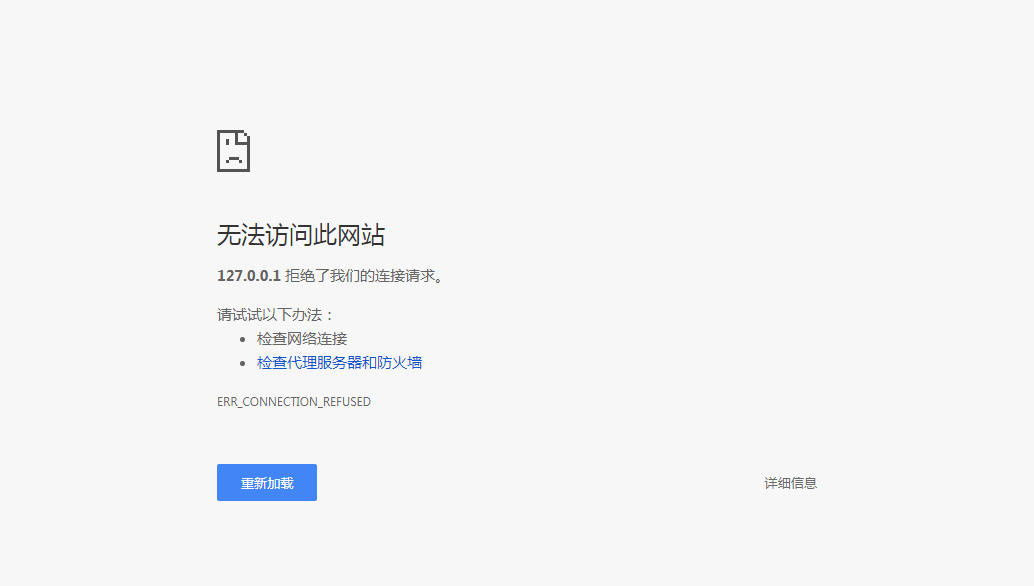 无法访问此网站
127.0.0.1 拒绝了我们的连接请求。
请试试以下办法：
检查网络连接
检查代理服务器和防火墙
ERR_CONNECTION_REFUSED
重新加载
详细信息